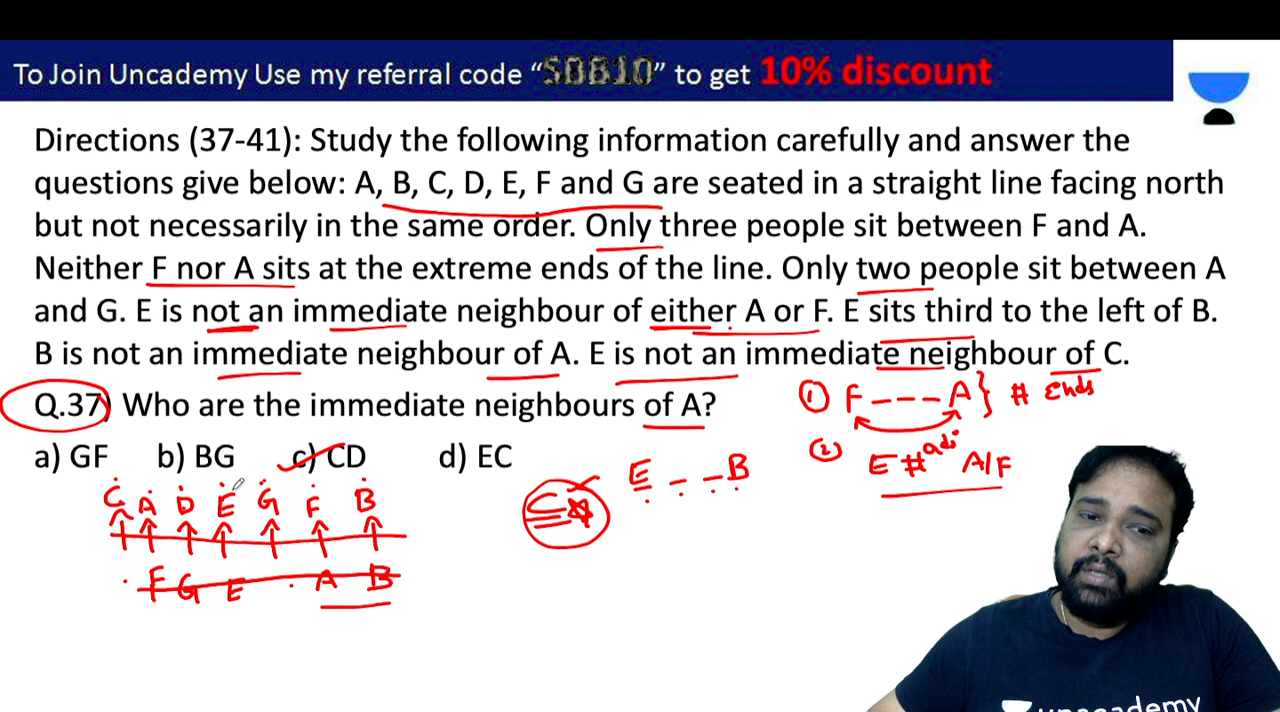 To Join Uncademy Use my referral code “SBB10” to get 10% discount
Directions (37-41): Study the following information carefully and answer the
questions give below: A, B, C, D, E, F and G are seated in a straight line facing north
but not necessarily in the same order. Only three people sit between F and A.
Neither F nor A sits at the extreme ends of the line. Only two people sit between A
and G. E is not an immediate neighbour of either A or F. E sits third to the left of B.
B is not an immediate neighbour of A. E is not an immediate neighbour of C.
Q.37) Who are the immediate neighbours of A?
① F _ _ _ A } # Ends
a) GF b) BG c) CD d) EC
② E # adj A/F
E _ _ B
C A D E G F B
C
F G E . A B
unacademy